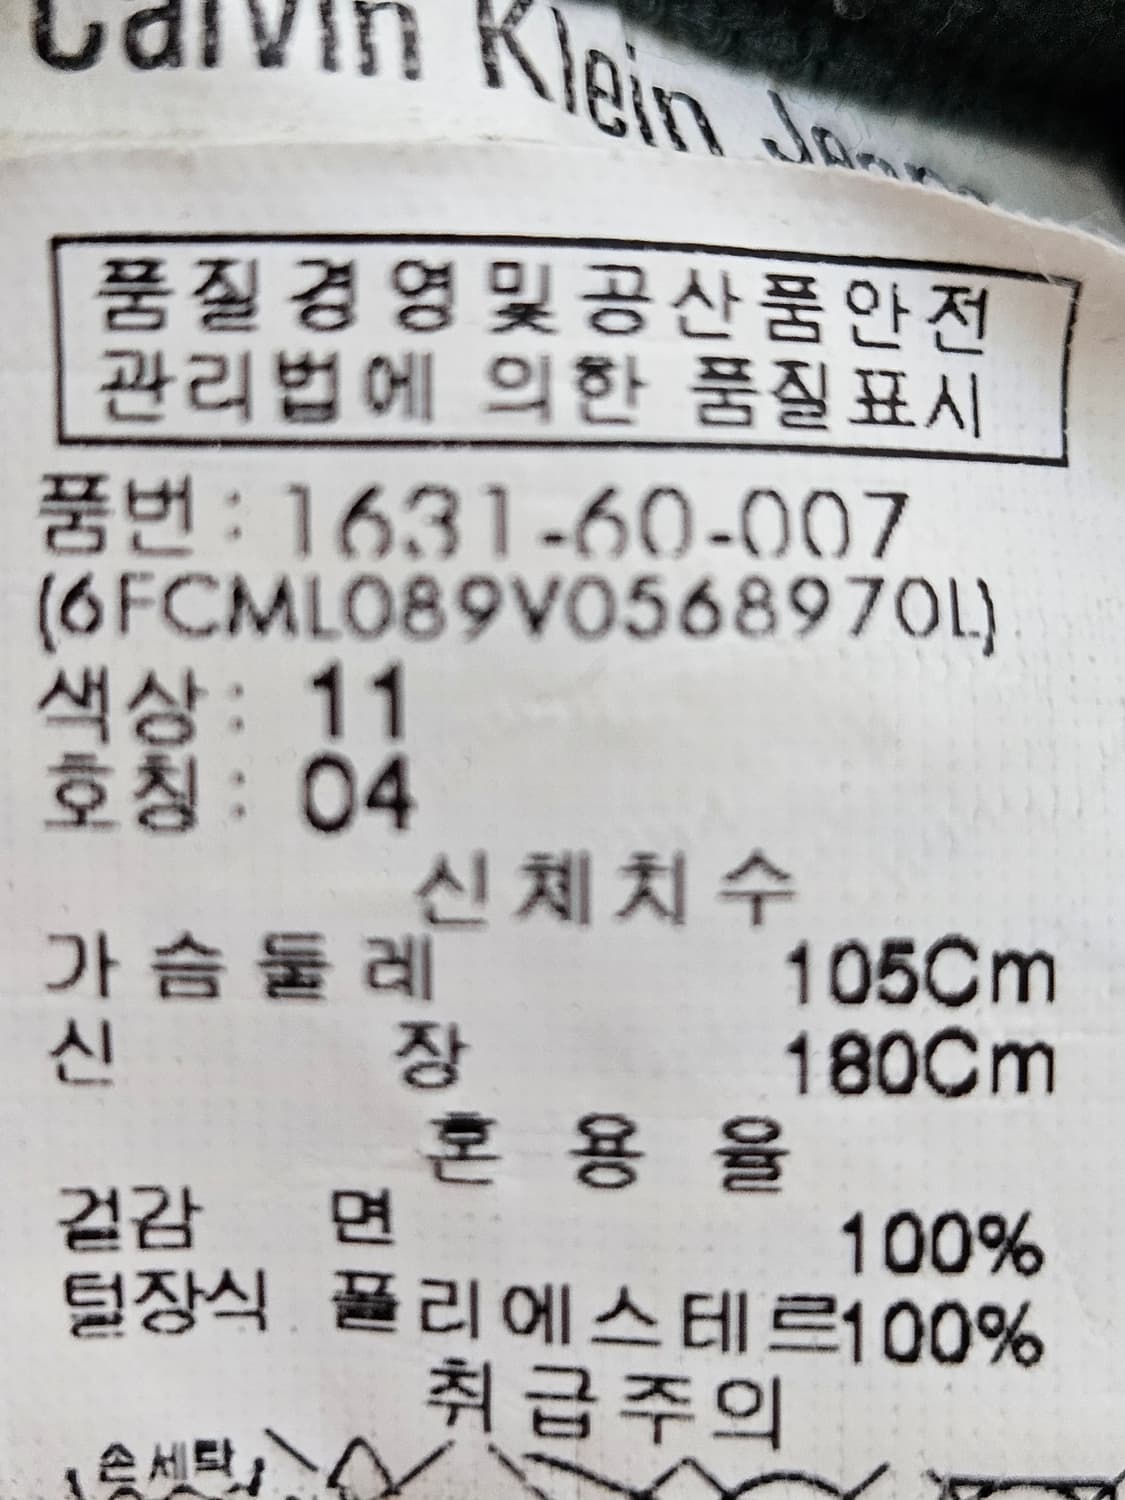 Calvin Klein Jeans
품질경영및공산품안전
관리법에 의한 품질표시
품번 : 1631-60-007
(6FCML089V0568970L)
색상 : 11
호칭 : 04
신체치수
가슴둘레 105Cm
신 장 180Cm
혼용율
겉감 면 100%
털장식 폴리에스테르100%
취급주의
손세탁